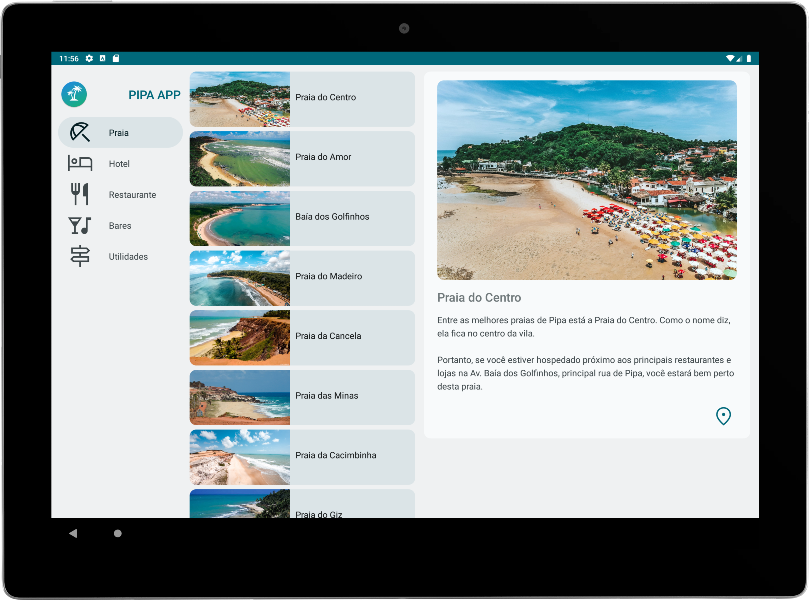 11:56
PIPA APP
Praia
Hotel
Restaurante
Bares
Utilidades
Praia do Centro
Praia do Amor
Baía dos Golfinhos
Praia do Madeiro
Praia da Cancela
Praia das Minas
Praia da Cacimbinha
Praia do Giz
Praia do Centro
Entre as melhores praias de Pipa está a Praia do Centro. Como o nome diz,
ela fica no centro da vila.
Portanto, se você estiver hospedado próximo aos principais restaurantes e
lojas na Av. Baia dos Golfinhos, principal rua de Pipa, você estará bem perto
desta praia.